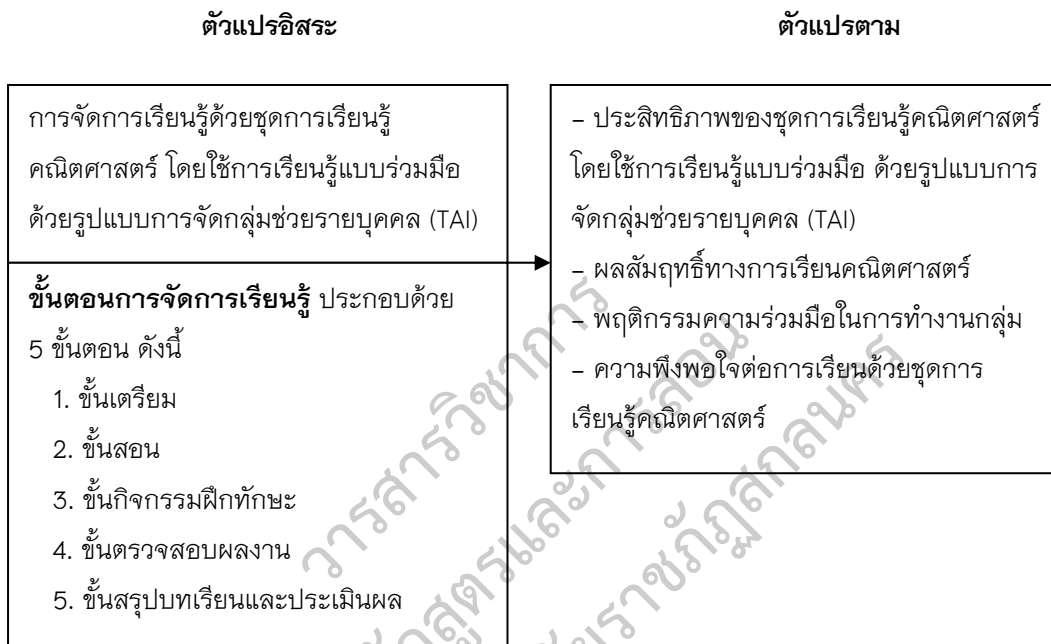 ตัวแปรอิสระ
ตัวแปรตาม
การจัดการเรียนรู้ด้วยชุดการเรียนรู้
คณิตศาสตร์ โดยใช้การเรียนรู้แบบร่วมมือ
ด้วยรูปแบบการจัดกลุ่มช่วยรายบุคคล (TAI)
ขั้นตอนการจัดการเรียนรู้ ประกอบด้วย
5 ขั้นตอน ดังนี้
1. ขั้นเตรียม
2. ขั้นสอน
3. ขั้นกิจกรรมฝึกทักษะ
4. ขั้นตรวจสอบผลงาน
5. ขั้นสรุปบทเรียนและประเมินผล
- ประสิทธิภาพของชุดการเรียนรู้คณิตศาสตร์
โดยใช้การเรียนรู้แบบร่วมมือ ด้วยรูปแบบการ
จัดกลุ่มช่วยรายบุคคล (TAI)
- ผลสัมฤทธิ์ทางการเรียนคณิตศาสตร์
- พฤติกรรมความร่วมมือในการทำงานกลุ่ม
- ความพึงพอใจต่อการเรียนด้วยชุดการ
เรียนรู้คณิตศาสตร์
วารสารวิชาการ